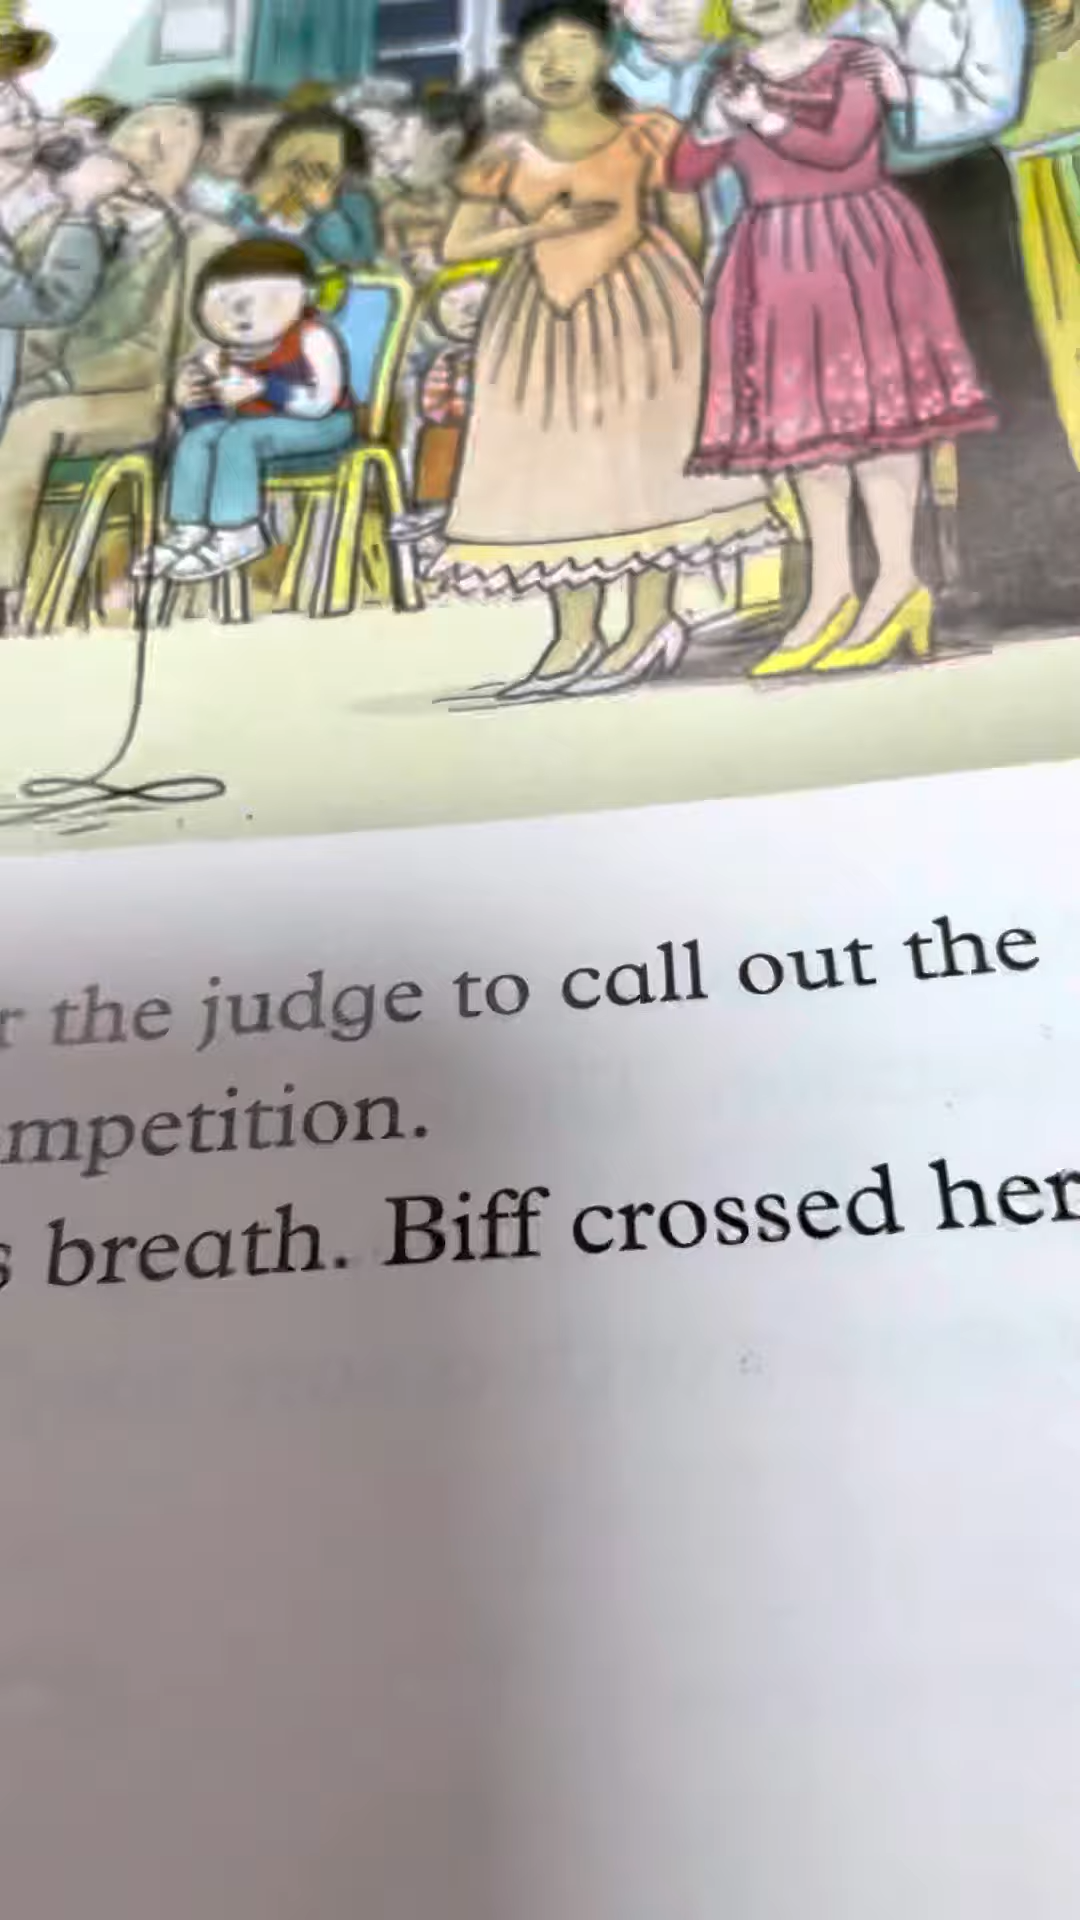 the judge to call out the
mpetition.
breath. Biff crossed her